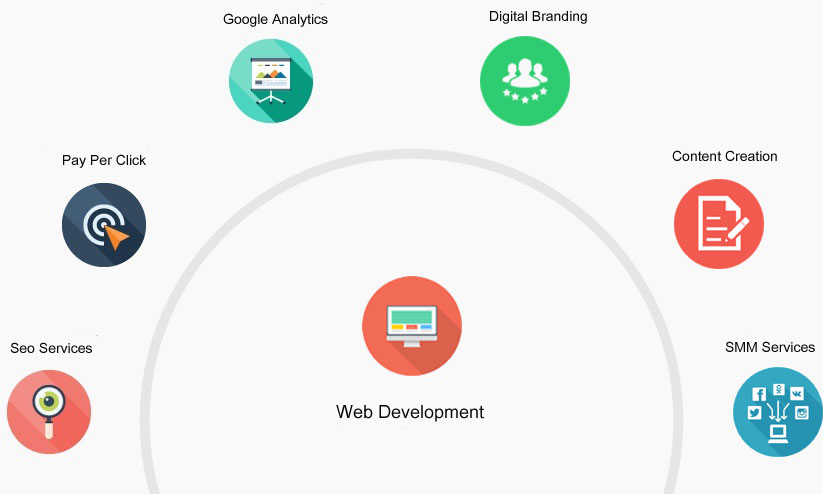 Google Analytics
Digital Branding
Pay Per Click
Content Creation
Seo Services
SMM Services
Web Development